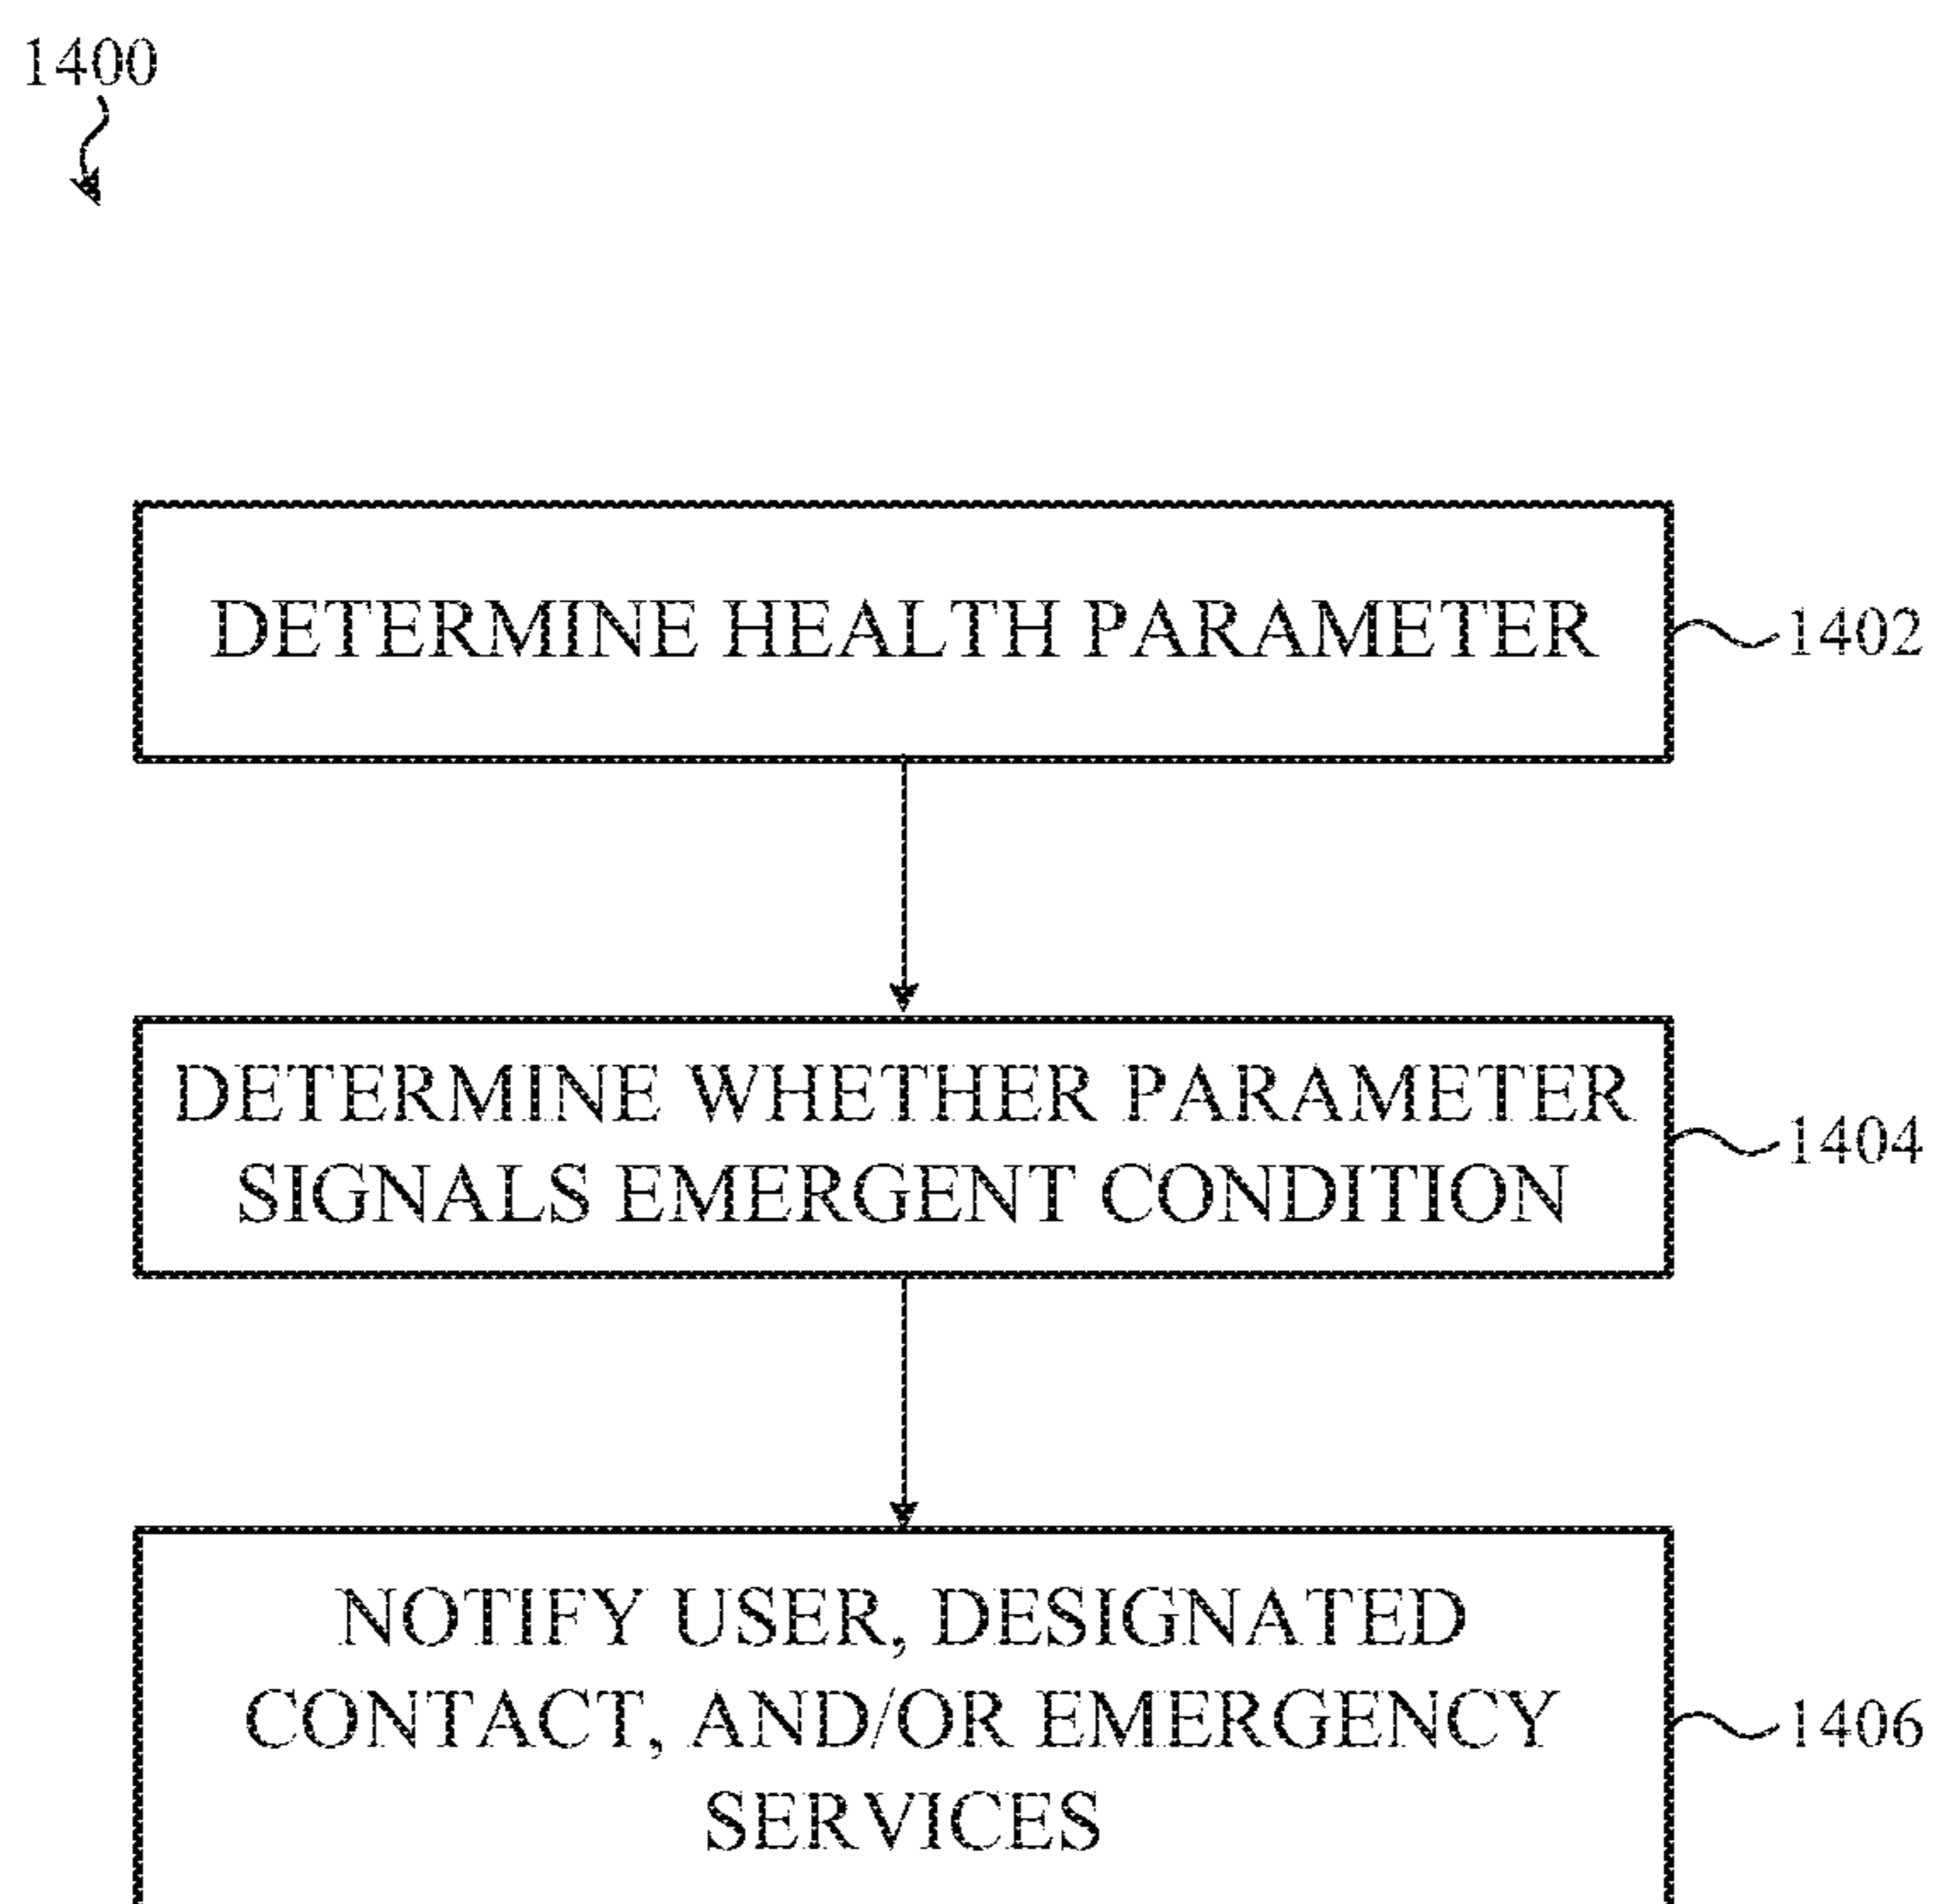 1400
DETERMINE HEALTH PARAMETER
1402
DETERMINE WHETHER PARAMETER
SIGNALS EMERGENT CONDITION
1404
NOTIFY USER, DESIGNATED
CONTACT, AND/OR EMERGENCY
SERVICES
1406